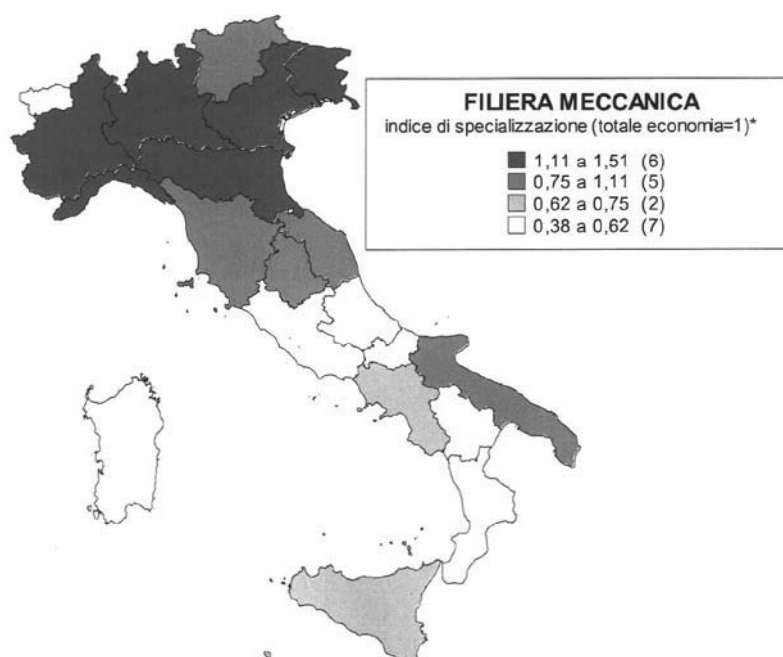 FILIERA MECCANICA
indice di specializzazione (totale economia=1)*
1,11 a 1,51 (6)
0,75 a 1,11 (5)
0,62 a 0,75 (2)
0,38 a 0,62 (7)